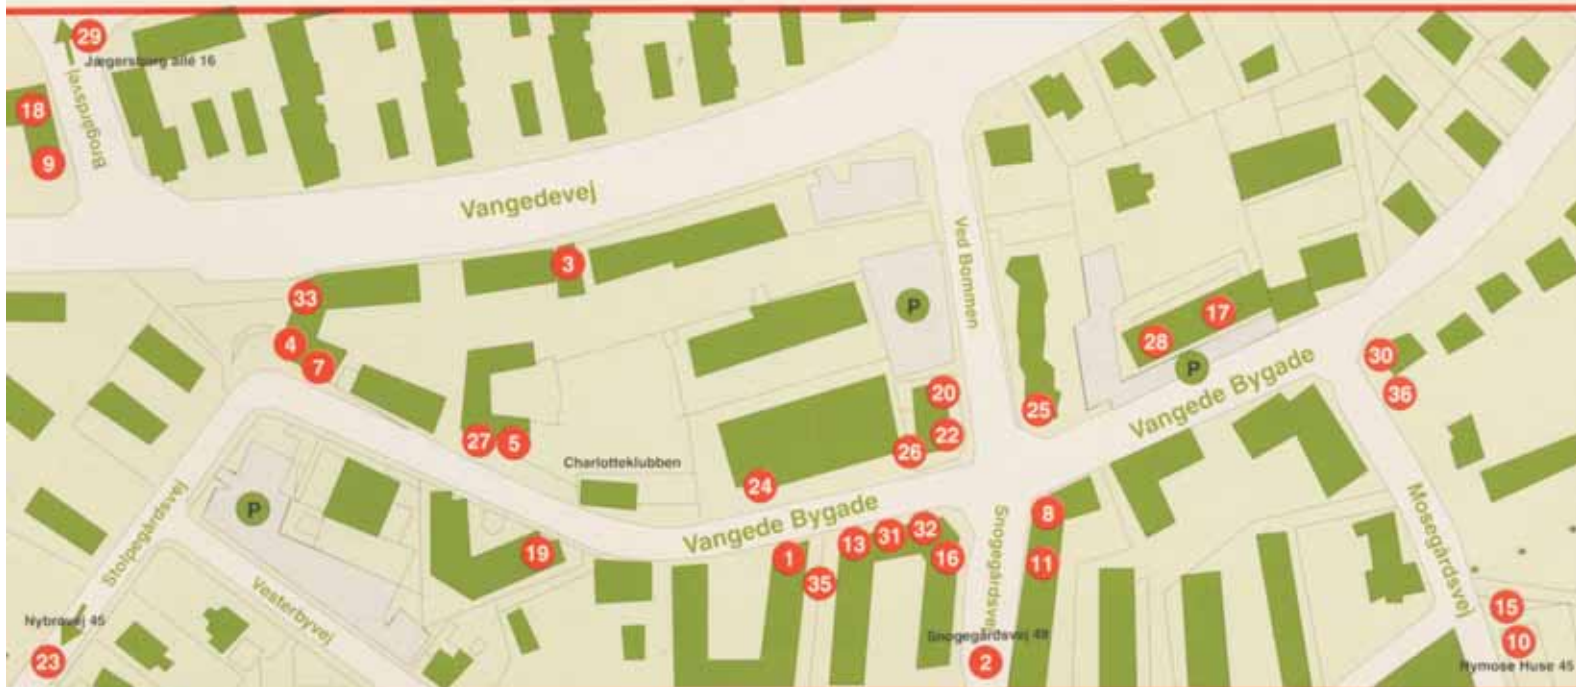 29
Jægersborg allé 16
Brogårdsvej
18
9
Vangedevej
3
33
4
7
Ved Bommen
P
17
28
P
30
36
Vangede Bygade
20
25
22
27
5
26
Charlotteklubben
24
Vangede Bygade
P
Stolpegårdsvej
19
Vesterbyvej
1
35
13
31
32
16
8
11
Snogegårdsvej
Mosegårdsvej
Nybrovej 45
23
Snogegårdsvej 49
2
15
10
Nymose Huse 45